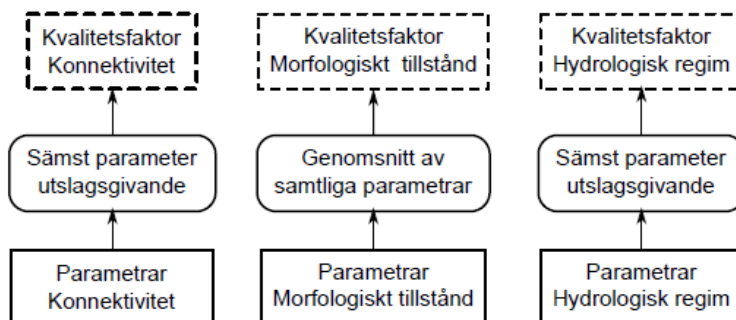 Kvalitetsfaktor
Konnektivitet
Kvalitetsfaktor
Morfologiskt tillstånd
Kvalitetsfaktor
Hydrologisk regim
Sämst parameter
utslagsgivande
Genomsnitt av
samtliga parametrar
Sämst parameter
utslagsgivande
Parametrar
Konnektivitet
Parametrar
Morfologiskt tillstånd
Parametrar
Hydrologisk regim